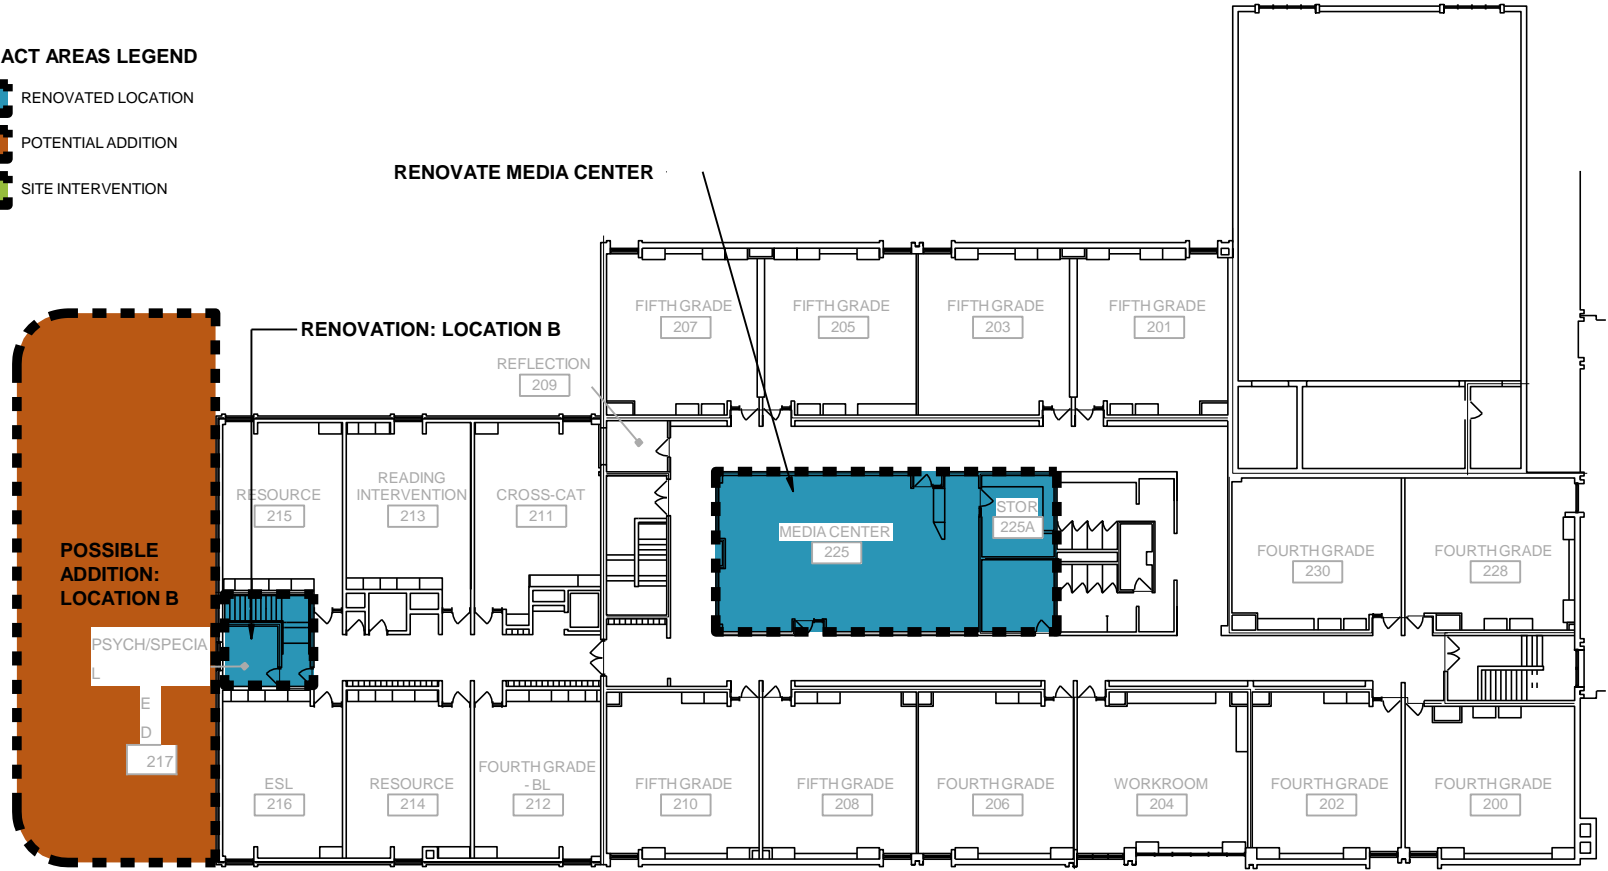 ACT AREAS LEGEND
RENOVATED LOCATION
POTENTIAL ADDITION
SITE INTERVENTION
RENOVATE MEDIA CENTER
RENOVATION: LOCATION B
REFLECTION
209
FIFTH GRADE
207
FIFTH GRADE
205
FIFTH GRADE
203
FIFTH GRADE
201
RESOURCE
215
READING
INTERVENTION
213
CROSS-CAT
211
MEDIA CENTER
225
STOR
225A
FOURTH GRADE
230
FOURTH GRADE
228
POSSIBLE
ADDITION:
LOCATION B
PSYCH/SPECIA
L
E
D
217
ESL
216
RESOURCE
214
FOURTH GRADE
- BL
212
FIFTH GRADE
210
FIFTH GRADE
208
FOURTH GRADE
206
WORKROOM
204
FOURTH GRADE
202
FOURTH GRADE
200